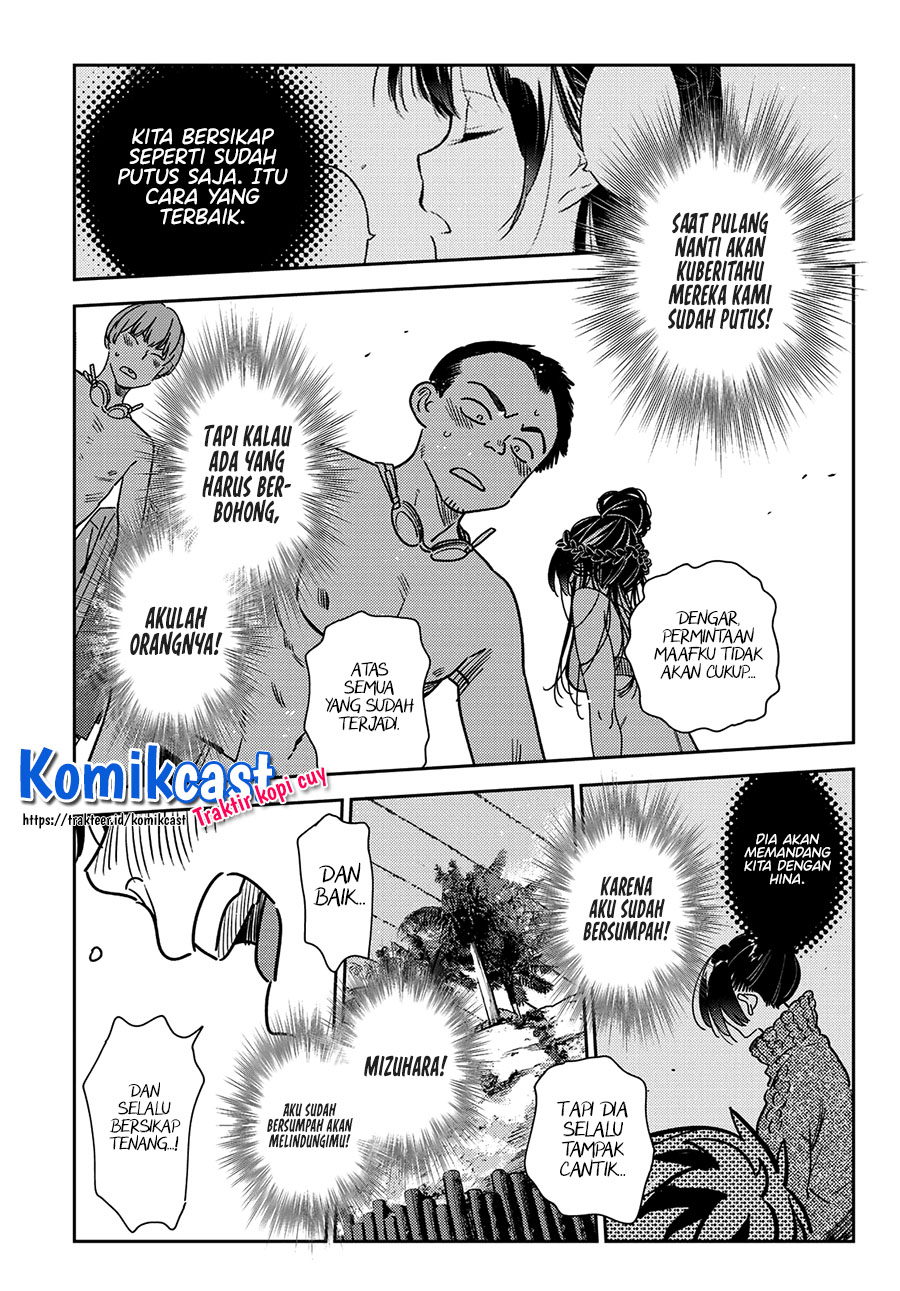 KITA BERSIKAP
SEPERTI SUDAH
PUTUS SAJA. ITU
CARA YANG
TERBAIK.
SAAT PULANG
NANTI AKAN
KUBERITAHU
MEREKA KAMI
SUDAH PUTUS!
TAPI KALAU
ADA YANG
HARUS BER-
BOHONG,
AKULAH
ORANGNYA!
DENGAR,
PERMINTAAN
MAAFKU TIDAK
AKAN CUKUP...
ATAS
SEMUA
YANG SUDAH
TERJADI.
Komikcast
Traktir kopi cuy
https://trakteer.id/komikcast
DIA AKAN
MEMANDANG
KITA DENGAN
HINA.
KARENA
AKU SUDAH
BERSUMPAH!
TAPI DIA
SELALU
TAMPAK
CANTIK...
MIZUHARA!
AKU SUDAH
BERSUMPAH AKAN
MELINDUNGIMU!
DAN
BAIK...
DAN
SELALU
BERSIKAP
TENANG...!